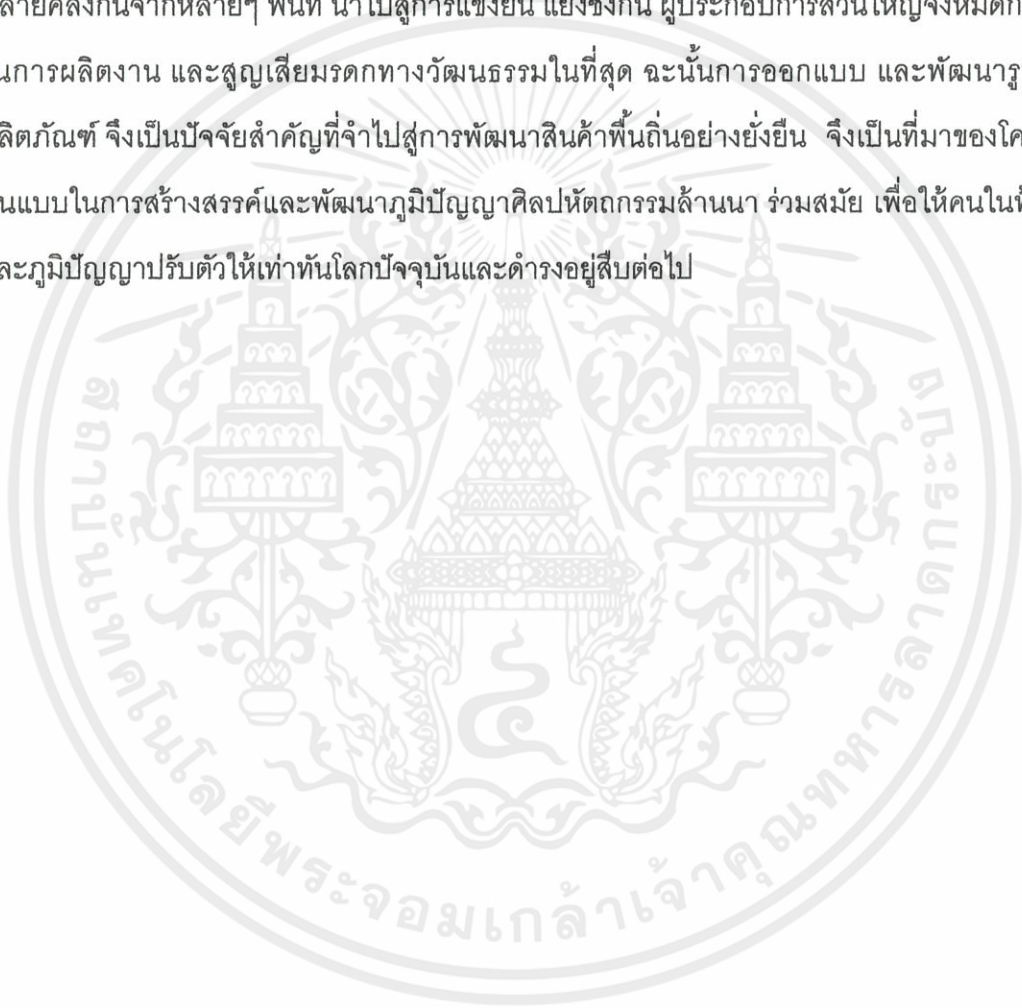 ลายคลึงกันจากหลายๆ พื้นที่ นำไปสู่การแข่งขัน แย่งชิงกัน ผู้ประกอบการส่วนใหญ่จึงหมดก
นการผลิตงาน และสูญเสียมรดกทางวัฒนธรรมในที่สุด ฉะนั้นการออกแบบ และพัฒนารู
ลิตภัณฑ์ จึงเป็นปัจจัยสำคัญที่จำไปสู่การพัฒนาสินค้าพื้นถิ่นอย่างยั่งยืน จึงเป็นที่มาของโค
นแบบในการสร้างสรรค์และพัฒนาภูมิปัญญาศิลปหัตถกรรมล้านนา ร่วมสมัย เพื่อให้คนในท้
ละภูมิปัญญาปรับตัวให้เท่าทันโลกปัจจุบันและดำรงอยู่สืบต่อไป
สถาบันเทคโนโลยีพระจอมเกล้าเจ้าคุณทหารลาดกระบัง